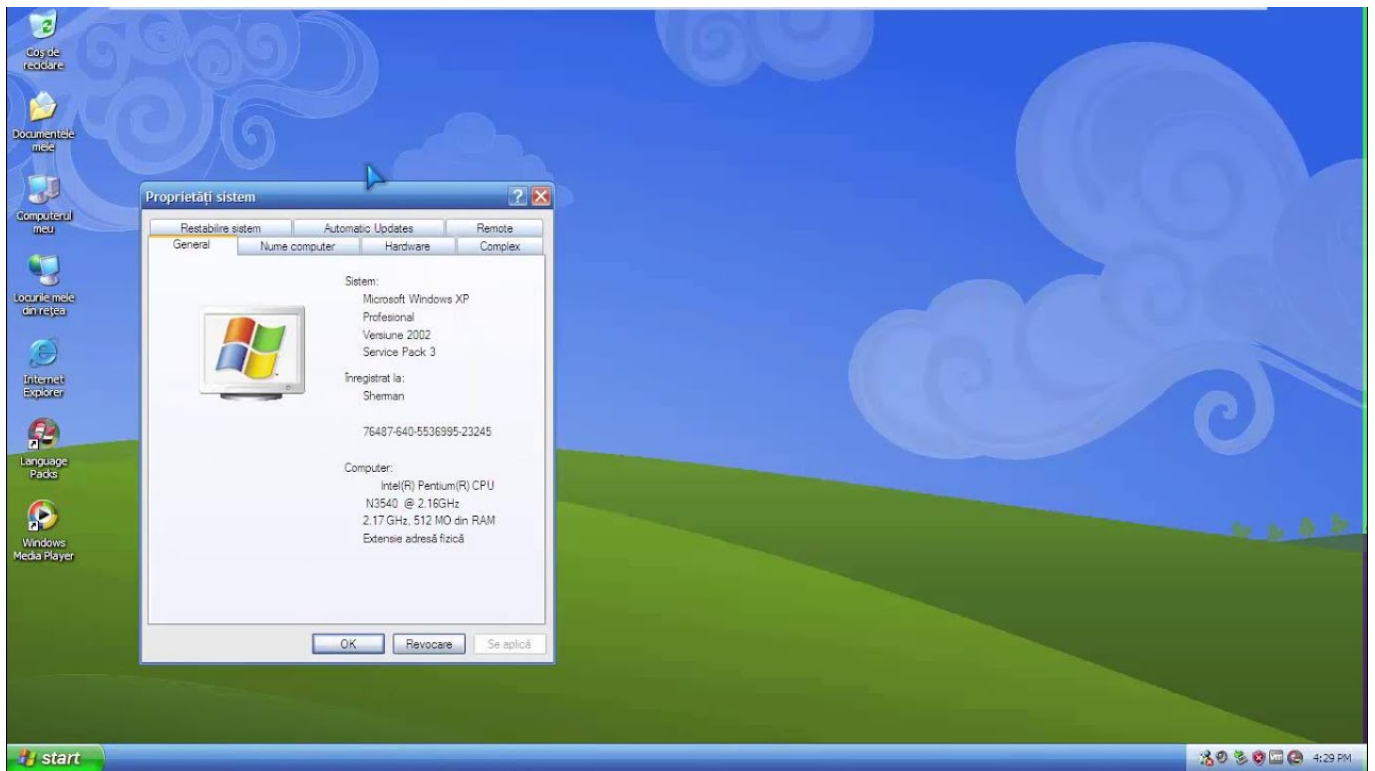 Coș de
reciclare
Documentele
mele
Computerul
meu
Locurile mele
din rețea
Internet
Explorer
Language
Packs
Windows
Media Player
Proprietăți sistem
Restabilire sistem
Automatic Updates
Remote
General
Nume computer
Hardware
Complex
Sistem:
Microsoft Windows XP
Profesional
Versiune 2002
Service Pack 3
Înregistrat la:
Sherman
76487-640-5536995-23245
Computer:
Intel(R) Pentium(R) CPU
N3540 @ 2.16GHz
2.17 GHz, 512 MO din RAM
Extensie adresă fizică
OK
Revocare
Se aplică
start
4:29 PM